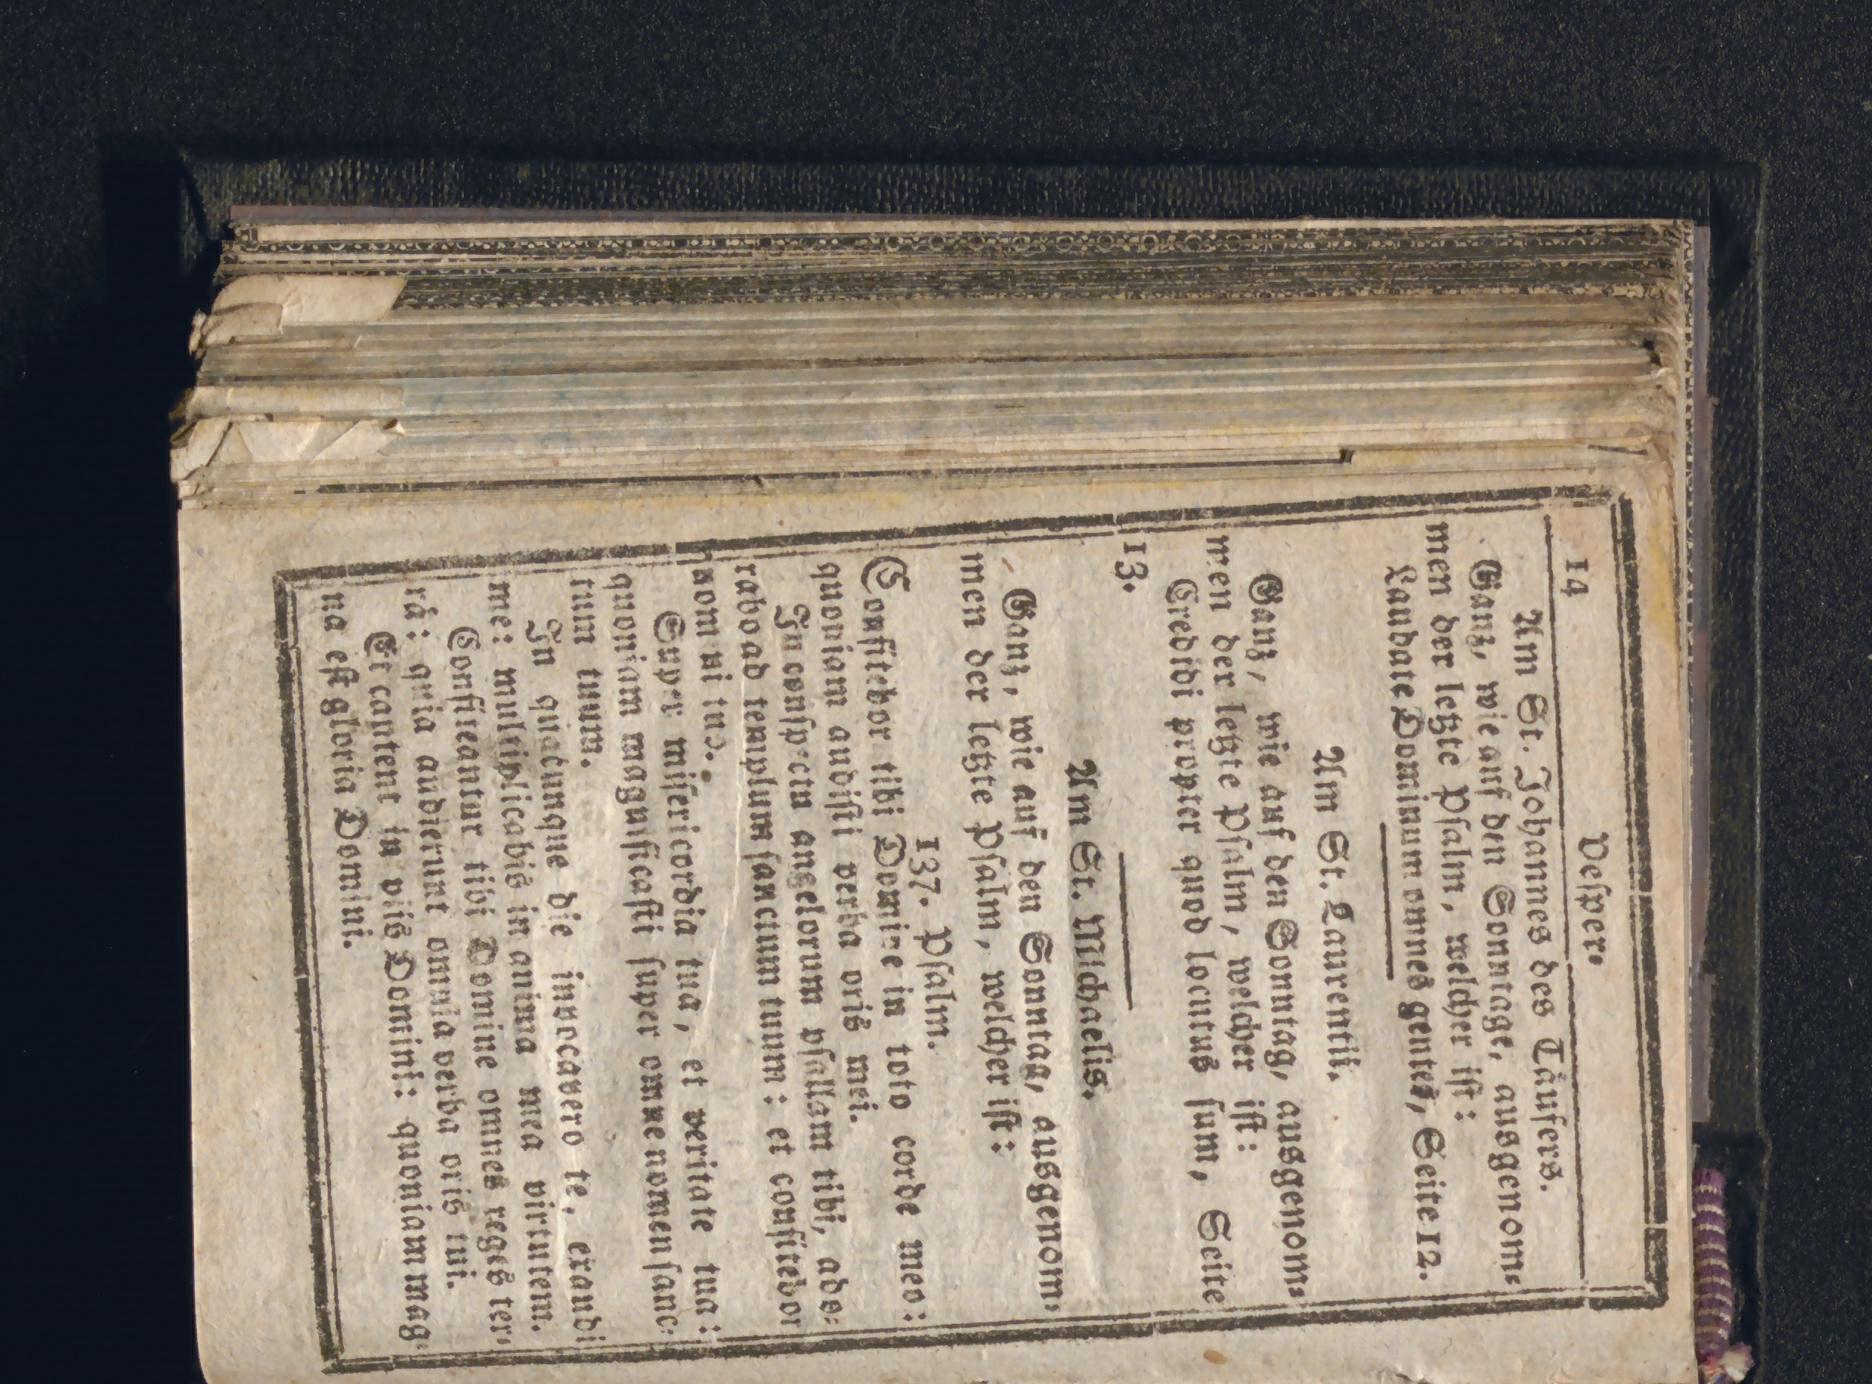 14 Vesper.
Am St. Johannes des Täufers.
Ganz, wie auf den Sonntage, ausgenom=
men der letzte Psalm, welcher ist:
Laudate Dominum omnes gentes, Seite 12.
Am St. Laurentii.
Ganz, wie auf den Sonntag, ausgenom=
men der letzte Psalm, welcher ist:
Credidi propter quod locutus sum, Seite
13.
Am St. Michaelis.
Ganz, wie auf den Sonntag, ausgenom=
men der letzte Psalm, welcher ist:
137. Psalm.
Confitebor tibi Domine in toto corde meo:
quoniam audisti verba oris mei.
In conspectu angelorum psallam tibi, ado=
rabo ad templum sanctum tuum: et confitebor
nomini tuo.
Super misericordia tua, et veritate tua:
quoniam magnificasti super omne nomen sanc=
tum tuum.
In quacunque die invocavero te, exaudi
me: multiplicabis in anima mea virtutem.
Confiteantur tibi Domine omnes reges ter=
rä: quia audierunt omnia verba oris tui.
Et cantent in viis Domini: quoniam mag=
na est gloria Domini.